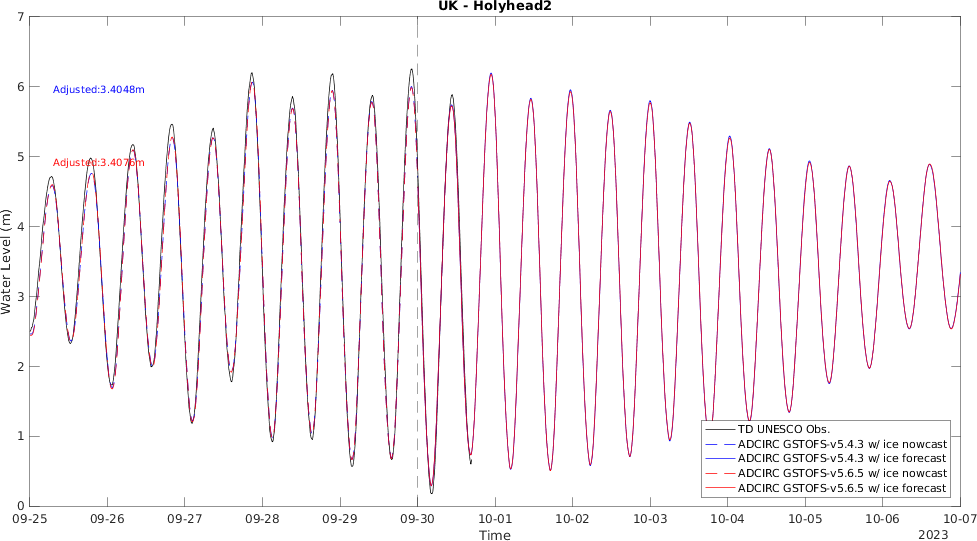 UK - Holyhead2
7
6
5
4
3
2
1
0
Water Level (m)
Adjusted:3.4048m
Adjusted:3.4076m
TD UNESCO Obs.
ADCIRC GSTOFS-v5.4.3 w/ ice nowcast
ADCIRC GSTOFS-v5.4.3 w/ ice forecast
ADCIRC GSTOFS-v5.6.5 w/ ice nowcast
ADCIRC GSTOFS-v5.6.5 w/ ice forecast
09-25 09-26 09-27 09-28 09-29 09-30 10-01 10-02 10-03 10-04 10-05 10-06 10-07
Time
2023